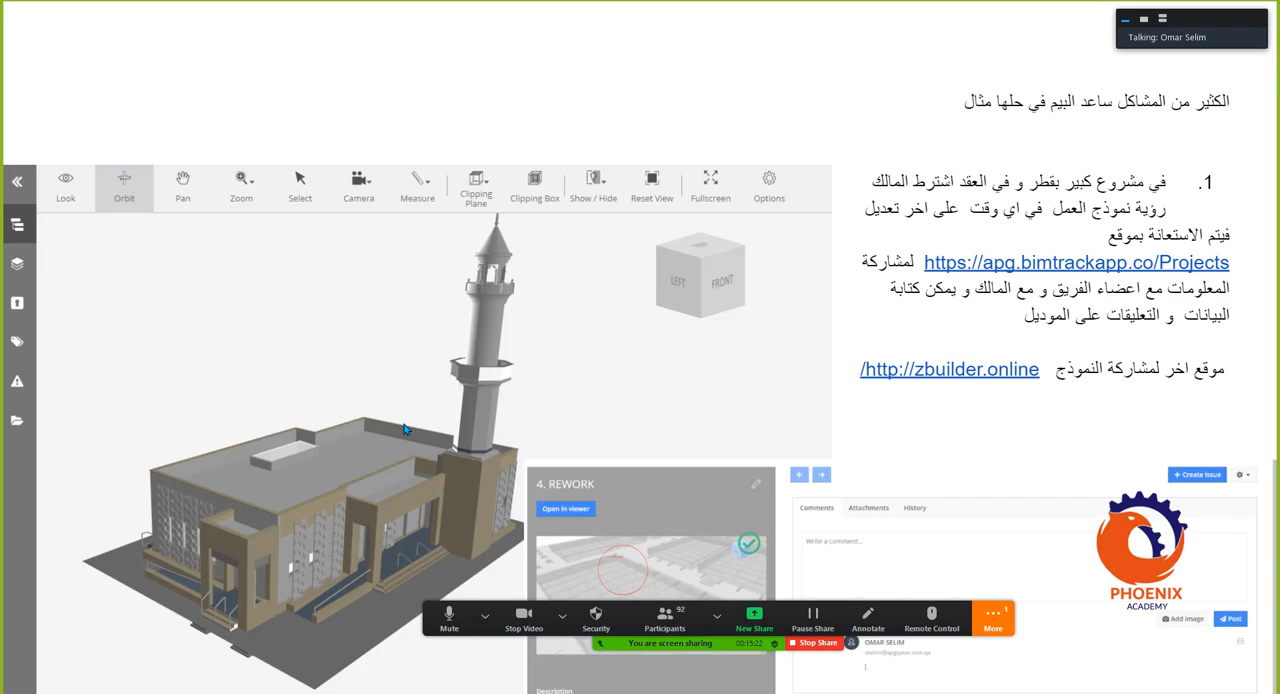 Talking: Omar Selim
الكثير من المشاكل ساعد البيم في حلها مثال
1. في مشروع كبير بقطر و في العقد اشترط المالك
رؤية نموذج العمل في اي وقت على اخر تعديل
فيتم الاستعانة بموقع
https://apg.bimtrackapp.co/Projects لمشاركة
المعلومات مع اعضاء الفريق و مع المالك و يمكن كتابة
البيانات و التعليقات على الموديل
موقع اخر لمشاركة النموذج http://zbuilder.online/
Look Orbit Pan Zoom Select Camera Measure Clipping Plane Clipping Box Show / Hide Reset View Fullscreen Options
LEFT FRONT
4. REWORK
Open in viewer
Description
+ Create Issue
Comments Attachments History
Write a comment...
PHOENIX
ACADEMY
Add image Post
OMAR SELIM
Mute Stop Video Security Participants 92 New Share Pause Share Annotate Remote Control More 1
You are screen sharing 00:15:22 Stop Share